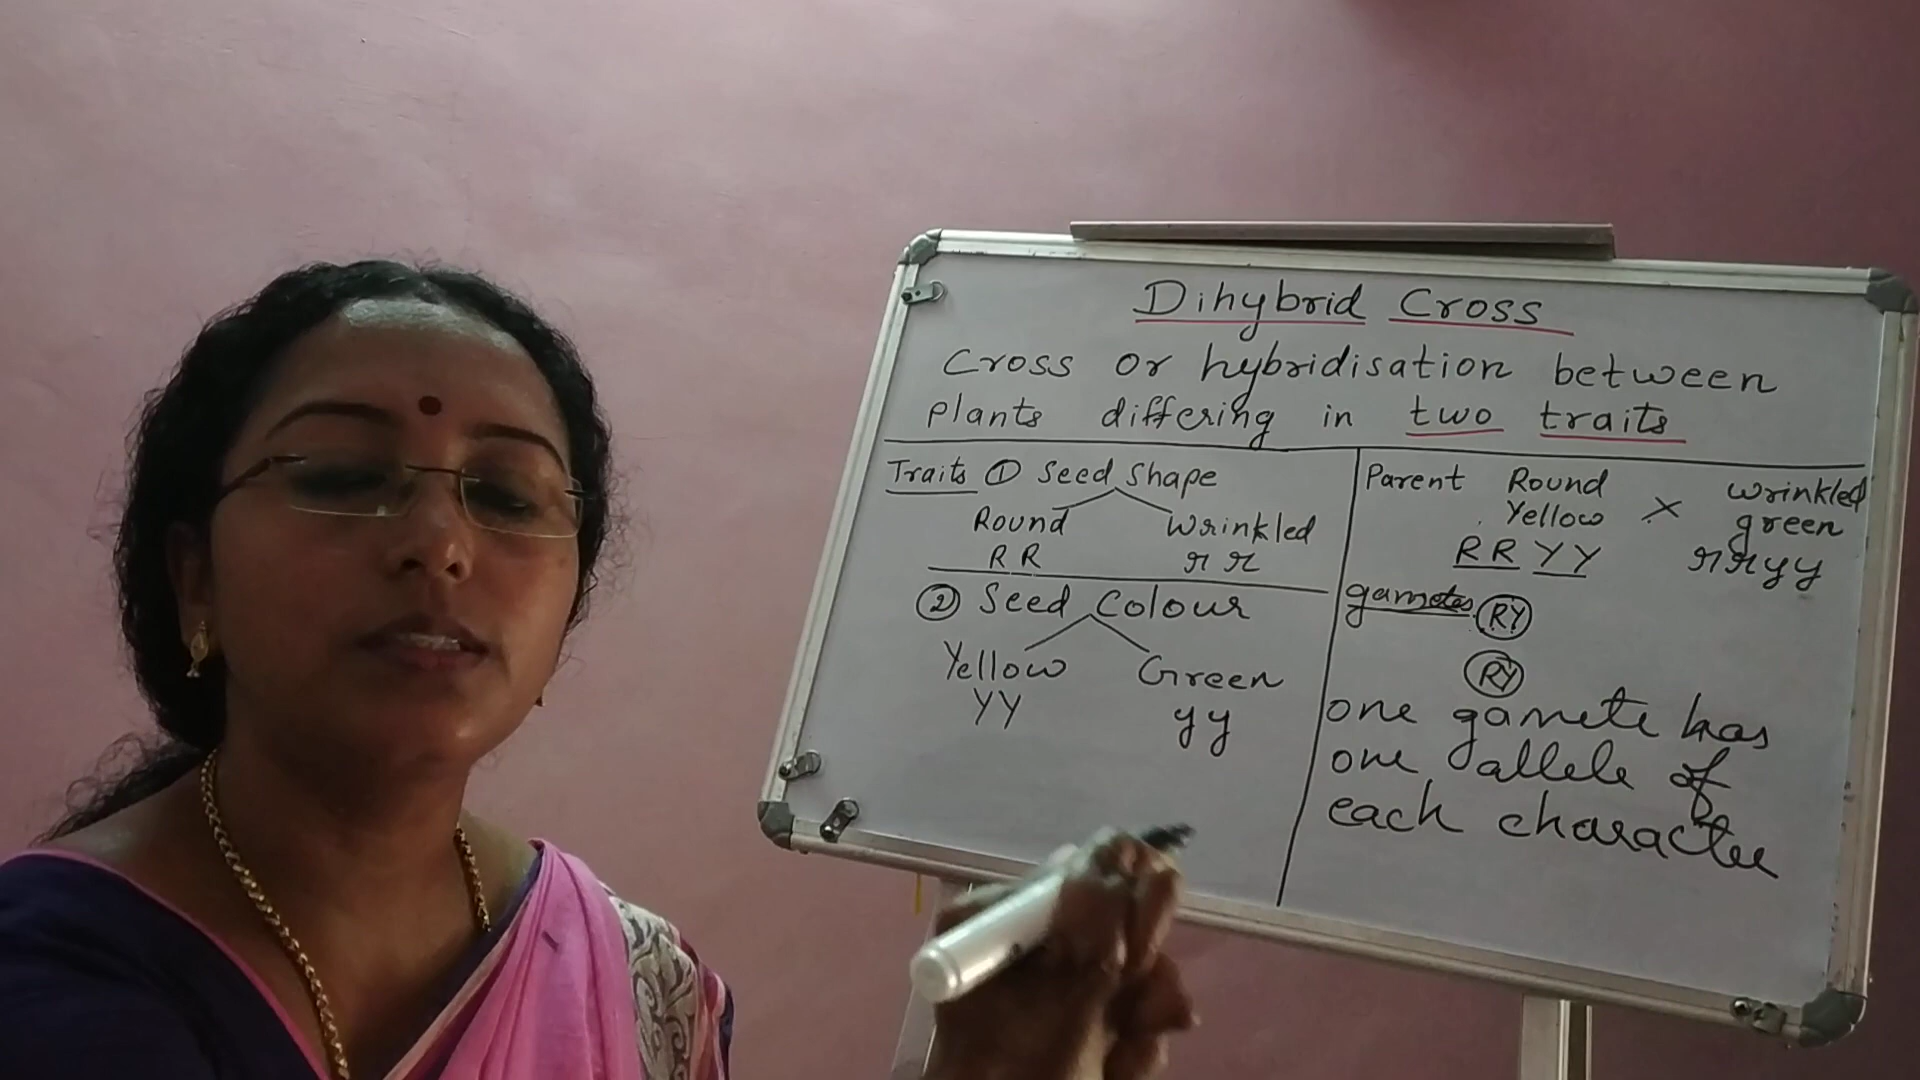 Dihybrid Cross
Cross or hybridisation between
plants differing in two traits
Traits ① Seed Shape
Round Wrinkled
RR rr
② Seed Colour
Yellow Green
YY yy
Parent Round Yellow × Wrinkled green
RRYY rryy
gametes RY
RY
one gamete has
one allele of
each character